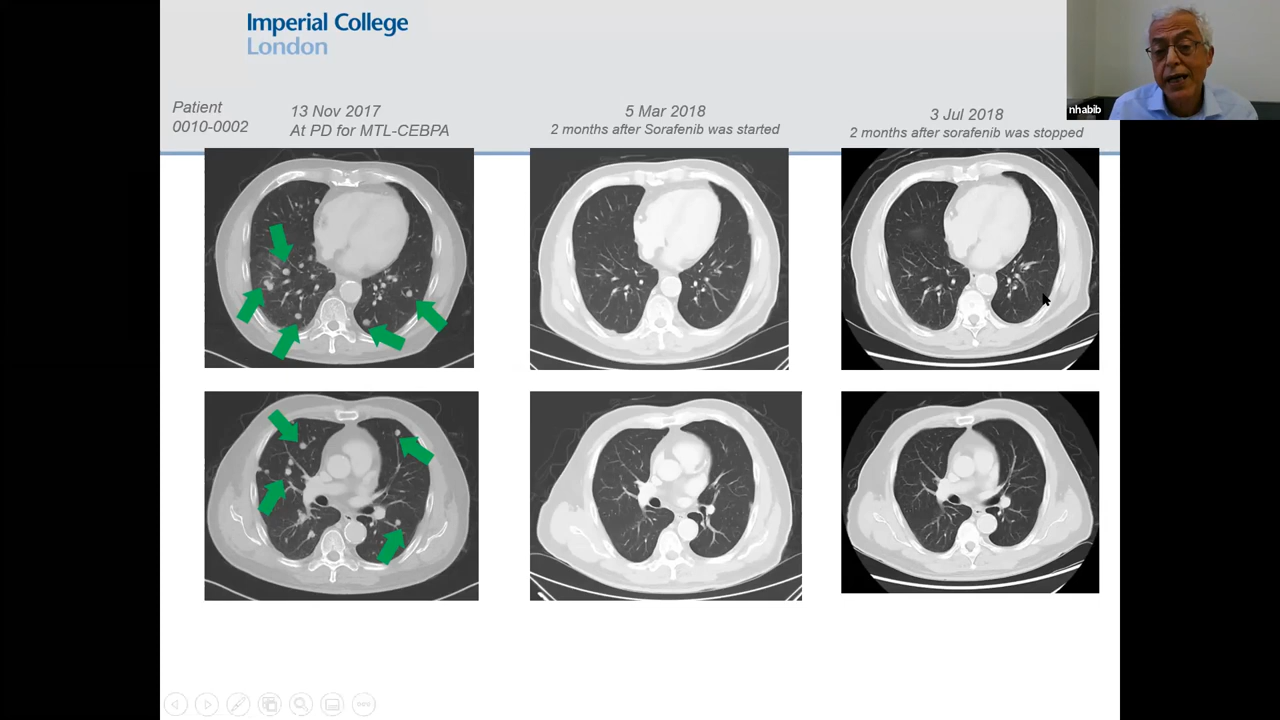 Imperial College
London
nhabib
Patient
0010-0002
13 Nov 2017
At PD for MTL-CEBPA
5 Mar 2018
2 months after Sorafenib was started
3 Jul 2018
2 months after sorafenib was stopped